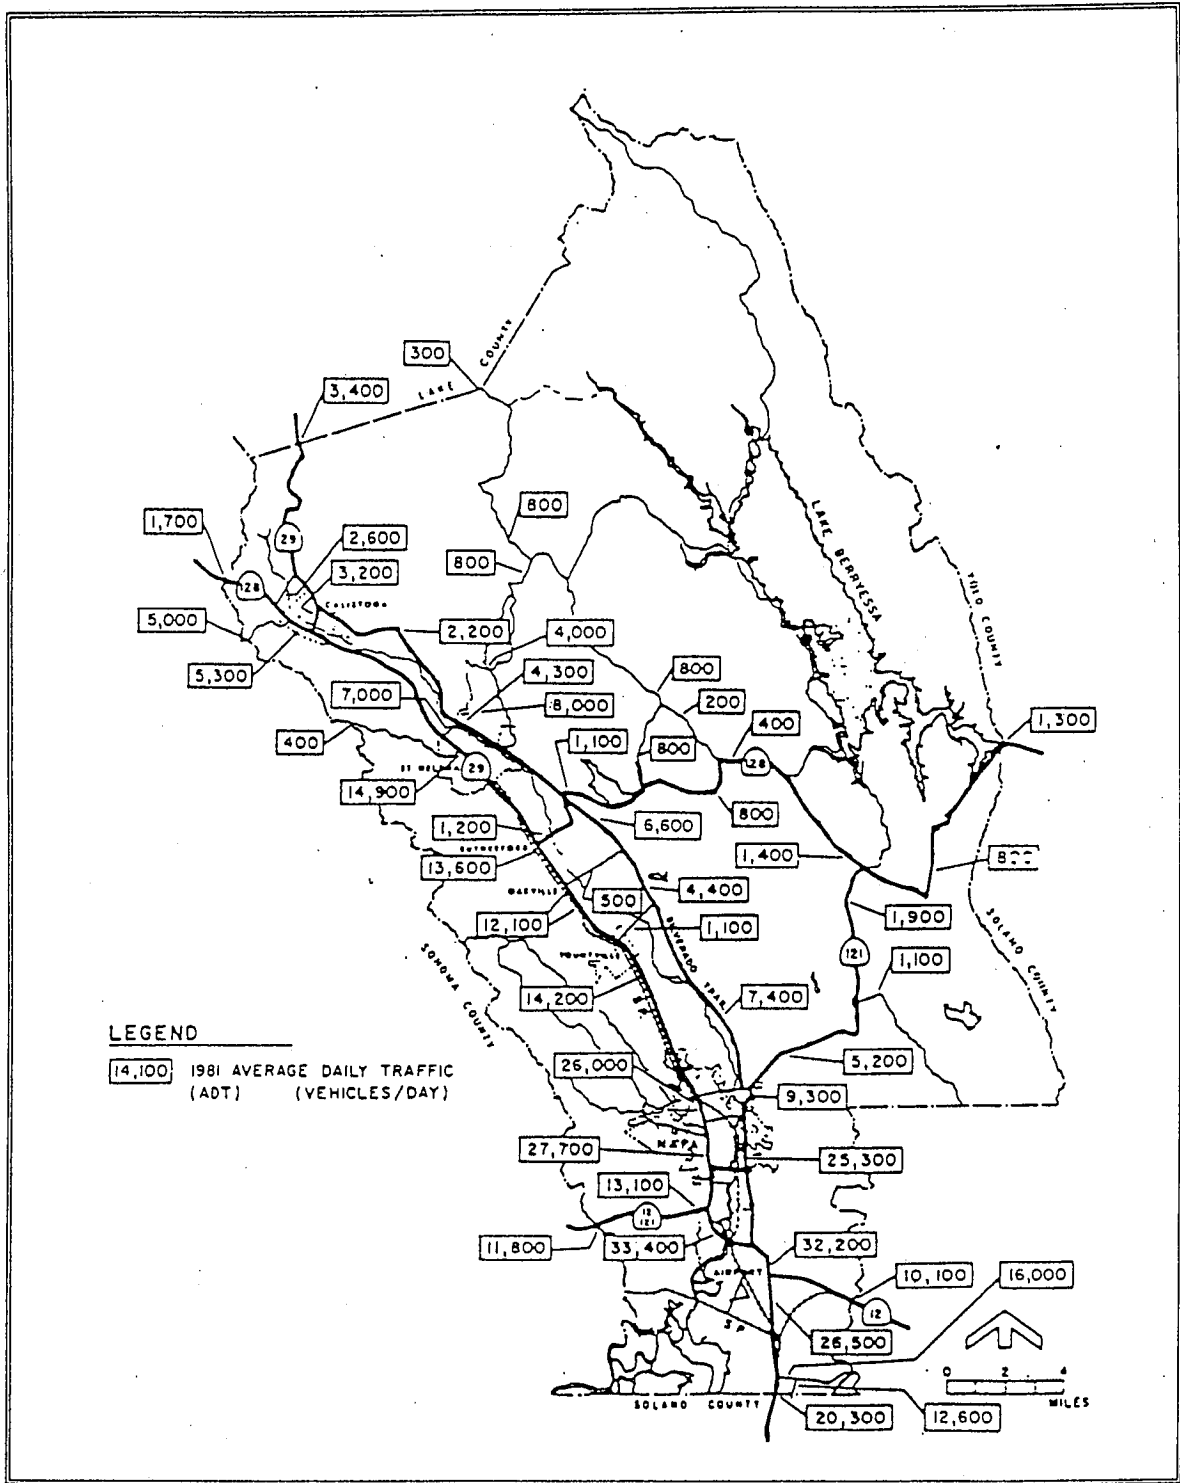 300
LAKE COUNTY
3,400
1,700
29
2,600
128
3,200
CALISTOGA
800
800
LAKE BERRYESSA
YOLO COUNTY
5,000
5,300
2,200
4,000
4,300
8,000
7,000
400
800
200
400
1,300
1,100
800
28
ST HELENA
29
14,900
1,200
RUTHERFORD
13,600
6,600
800
1,400
OAKVILLE
500
4,400
1,900
12,100
1,100
121
1,100
YOUNTVILLE
SILVERADO TRAIL
SONOMA COUNTY
SOLANO COUNTY
14,200
S.P.
7,400
LEGEND
14,100 1981 AVERAGE DAILY TRAFFIC
(ADT) (VEHICLES/DAY)
26,000
5,200
9,300
27,700
NAPA
25,300
13,100
12
121
11,800
33,400
32,200
AIRPORT
10,100
16,000
12
S.P.
26,500
0 2 4
MILES
SOLANO COUNTY
20,300
12,600